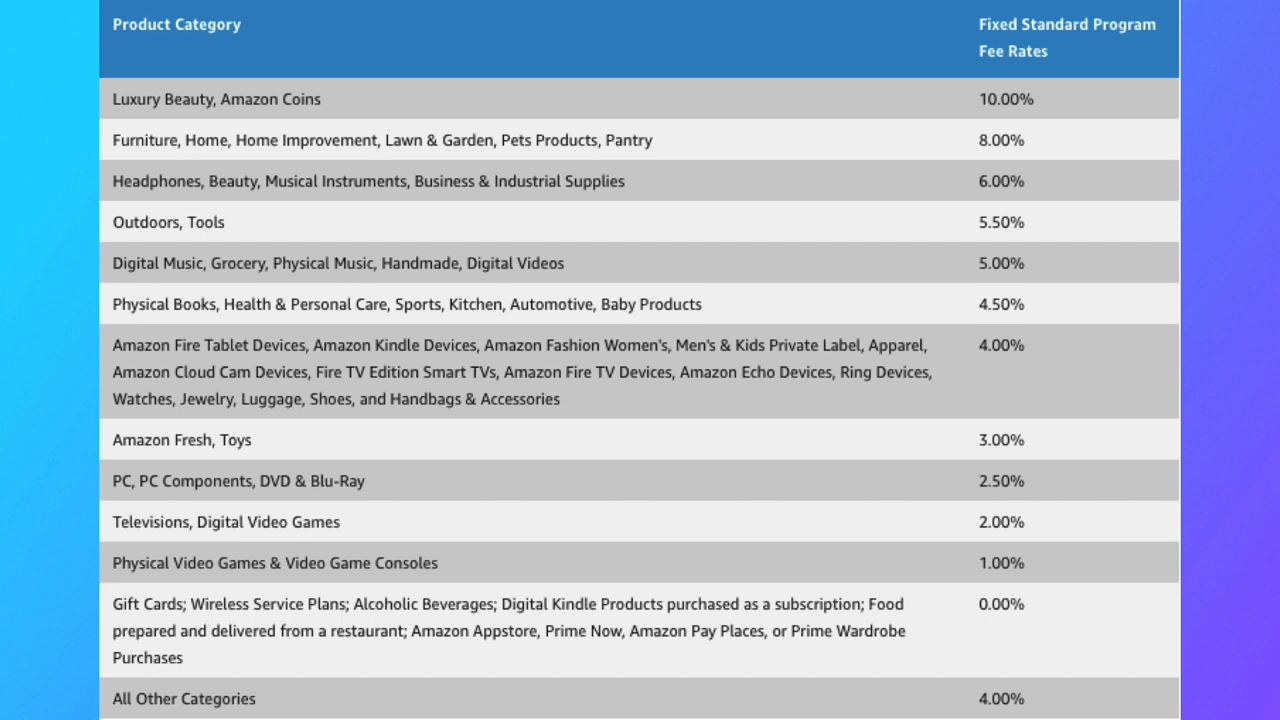 Product Category
Fixed Standard Program
Fee Rates
Luxury Beauty, Amazon Coins
10.00%
Furniture, Home, Home Improvement, Lawn & Garden, Pets Products, Pantry
8.00%
Headphones, Beauty, Musical Instruments, Business & Industrial Supplies
6.00%
Outdoors, Tools
5.50%
Digital Music, Grocery, Physical Music, Handmade, Digital Videos
5.00%
Physical Books, Health & Personal Care, Sports, Kitchen, Automotive, Baby Products
4.50%
Amazon Fire Tablet Devices, Amazon Kindle Devices, Amazon Fashion Women's, Men's & Kids Private Label, Apparel,
4.00%
Amazon Cloud Cam Devices, Fire TV Edition Smart TVs, Amazon Fire TV Devices, Amazon Echo Devices, Ring Devices,
Watches, Jewelry, Luggage, Shoes, and Handbags & Accessories
Amazon Fresh, Toys
3.00%
PC, PC Components, DVD & Blu-Ray
2.50%
Televisions, Digital Video Games
2.00%
Physical Video Games & Video Game Consoles
1.00%
Gift Cards; Wireless Service Plans; Alcoholic Beverages; Digital Kindle Products purchased as a subscription; Food
0.00%
prepared and delivered from a restaurant; Amazon Appstore, Prime Now, Amazon Pay Places, or Prime Wardrobe
Purchases
All Other Categories
4.00%